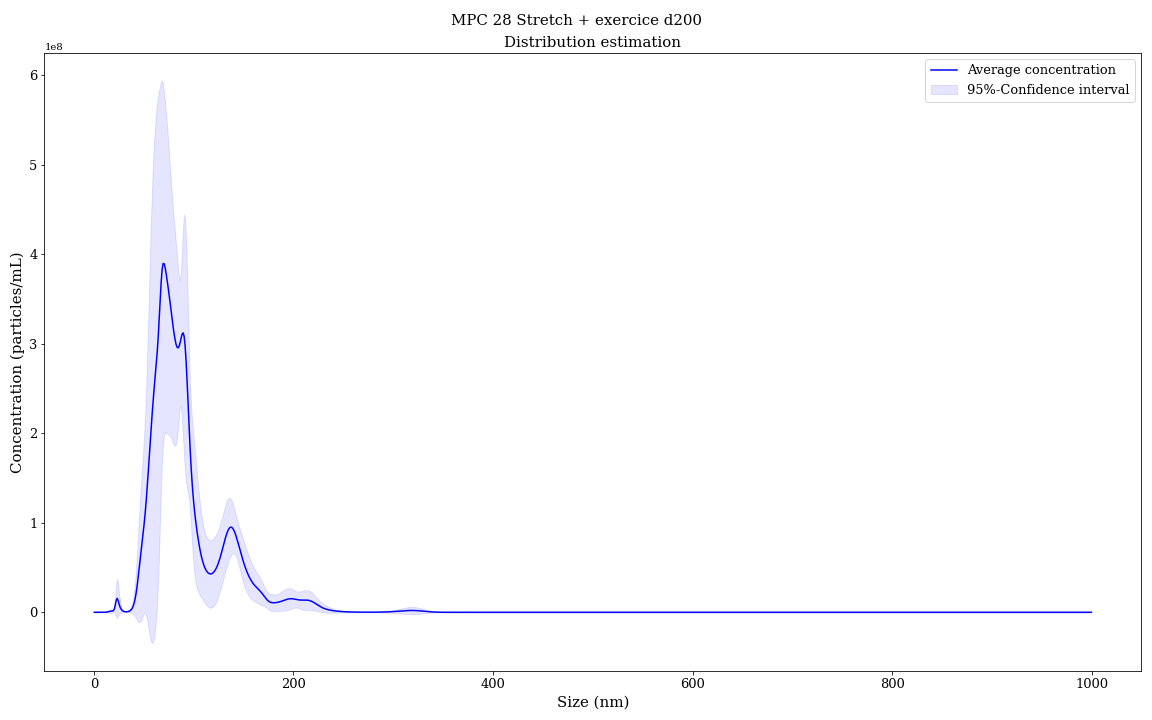 MPC 28 Stretch + exercice d200
Distribution estimation
1e8
Average concentration
95%-Confidence interval
6
5
4
3
2
1
0
Concentration (particles/mL)
0 200 400 600 800 1000
Size (nm)